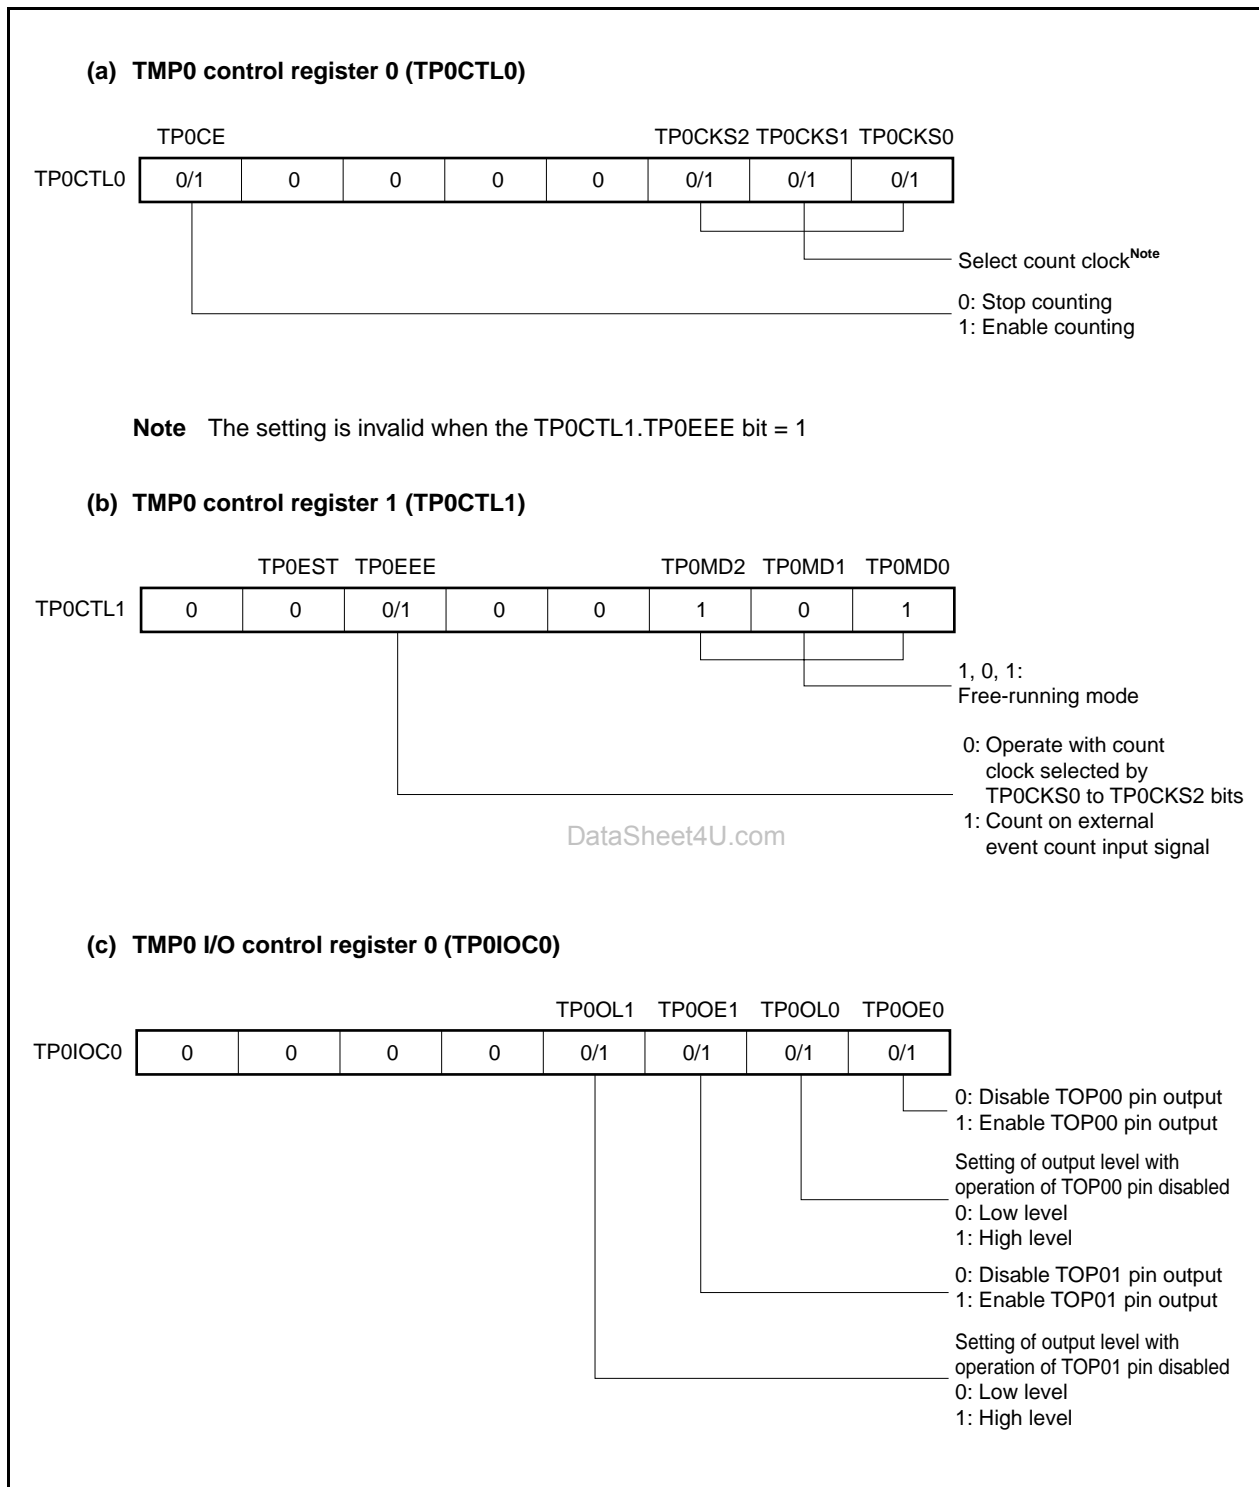 (a) TMP0 control register 0 (TP0CTL0)
TP0CE TP0CKS2 TP0CKS1 TP0CKS0
TP0CTL0 0/1 0 0 0 0 0/1 0/1 0/1
Select count clockNote
0: Stop counting
1: Enable counting
Note The setting is invalid when the TP0CTL1.TP0EEE bit = 1
(b) TMP0 control register 1 (TP0CTL1)
TP0EST TP0EEE TP0MD2 TP0MD1 TP0MD0
TP0CTL1 0 0 0/1 0 0 1 0 1
1, 0, 1:
Free-running mode
0: Operate with count
clock selected by
TP0CKS0 to TP0CKS2 bits
1: Count on external
event count input signal
DataSheet4U.com
(c) TMP0 I/O control register 0 (TP0IOC0)
TP0OL1 TP0OE1 TP0OL0 TP0OE0
TP0IOC0 0 0 0 0 0/1 0/1 0/1 0/1
0: Disable TOP00 pin output
1: Enable TOP00 pin output
Setting of output level with
operation of TOP00 pin disabled
0: Low level
1: High level
0: Disable TOP01 pin output
1: Enable TOP01 pin output
Setting of output level with
operation of TOP01 pin disabled
0: Low level
1: High level